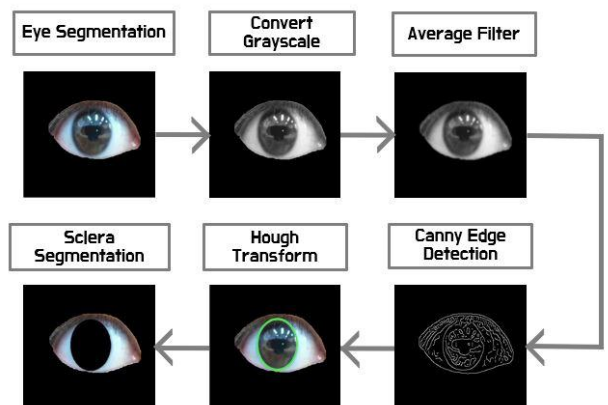 Eye Segmentation
Convert
Grayscale
Average Filter
Sclera
Segmentation
Hough
Transform
Canny Edge
Detection